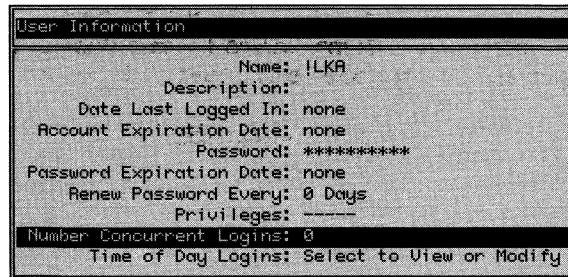 User Information
Name: !LKA
Description:
Date Last Logged In: none
Account Expiration Date: none
Password: **********
Password Expiration Date: none
Renew Password Every: 0 Days
Privileges: -----
Number Concurrent Logins: 0
Time of Day Logins: Select to View or Modify